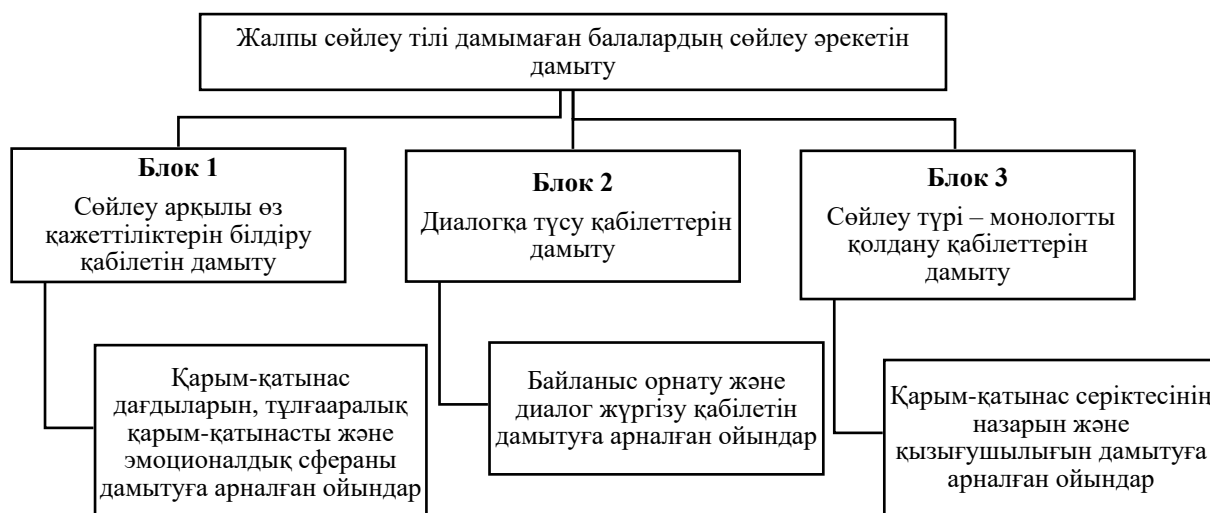 Жалпы сөйлеу тілі дамымаған балалардың сөйлеу әрекетін
дамыту
Блок 1
Сөйлеу арқылы өз
қажеттіліктерін білдіру
қабілетін дамыту
Блок 2
Диалогқа түсу қабілеттерін
дамыту
Блок 3
Сөйлеу түрі – монологты
қолдану қабілеттерін
дамыту
Қарым-қатынас
дағдыларын, тұлғааралық
қарым-қатынасты және
эмоционалдық сфераны
дамытуға арналған ойындар
Байланыс орнату және
диалог жүргізу қабілетін
дамытуға арналған ойындар
Қарым-қатынас серіктесінің
назарын және
қызығушылығын дамытуға
арналған ойындар